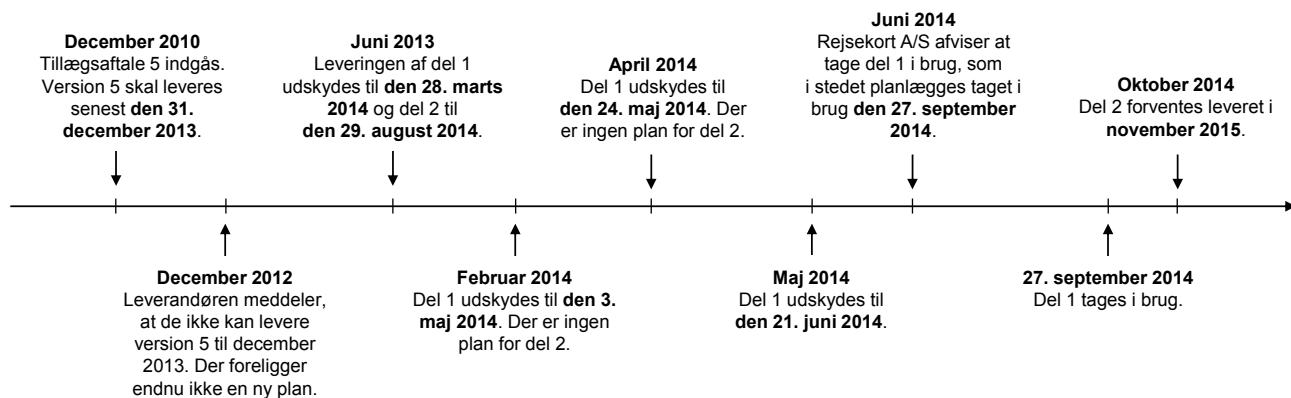 December 2010
Tillægsaftale 5 indgås.
Version 5 skal leveres
senest den 31.
december 2013.
Juni 2013
Leveringen af del 1
udskydes til den 28. marts
2014 og del 2 til
den 29. august 2014.
April 2014
Del 1 udskydes til
den 24. maj 2014. Der
er ingen plan for del 2.
Juni 2014
Rejsekort A/S afviser at
tage del 1 i brug, som
i stedet planlægges taget i
brug den 27. september
2014.
Oktober 2014
Del 2 forventes leveret i
november 2015.
December 2012
Leverandøren meddeler,
at de ikke kan levere
version 5 til december
2013. Der foreligger
endnu ikke en ny plan.
Februar 2014
Del 1 udskydes til den 3.
maj 2014. Der er ingen
plan for del 2.
Maj 2014
Del 1 udskydes til
den 21. juni 2014.
27. september 2014
Del 1 tages i brug.